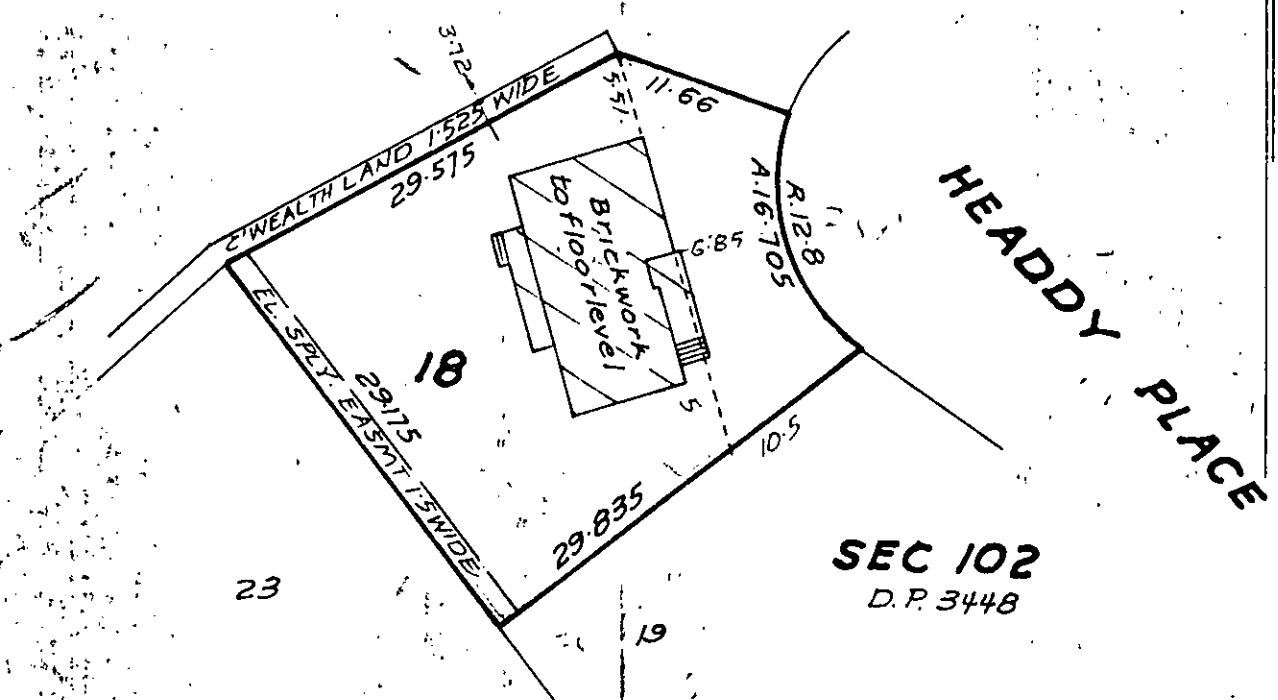 3·72
C'WEALTH LAND 1·525 WIDE
29·575
5·51
11·66
A.16·705
R.12·8
HEADDY PLACE
Brickwork
to floor level
6·85
EL. SPLY. EASMT 1·5 WIDE
29·175
18
5
10·5
29·835
SEC 102
D.P. 3448
23
19